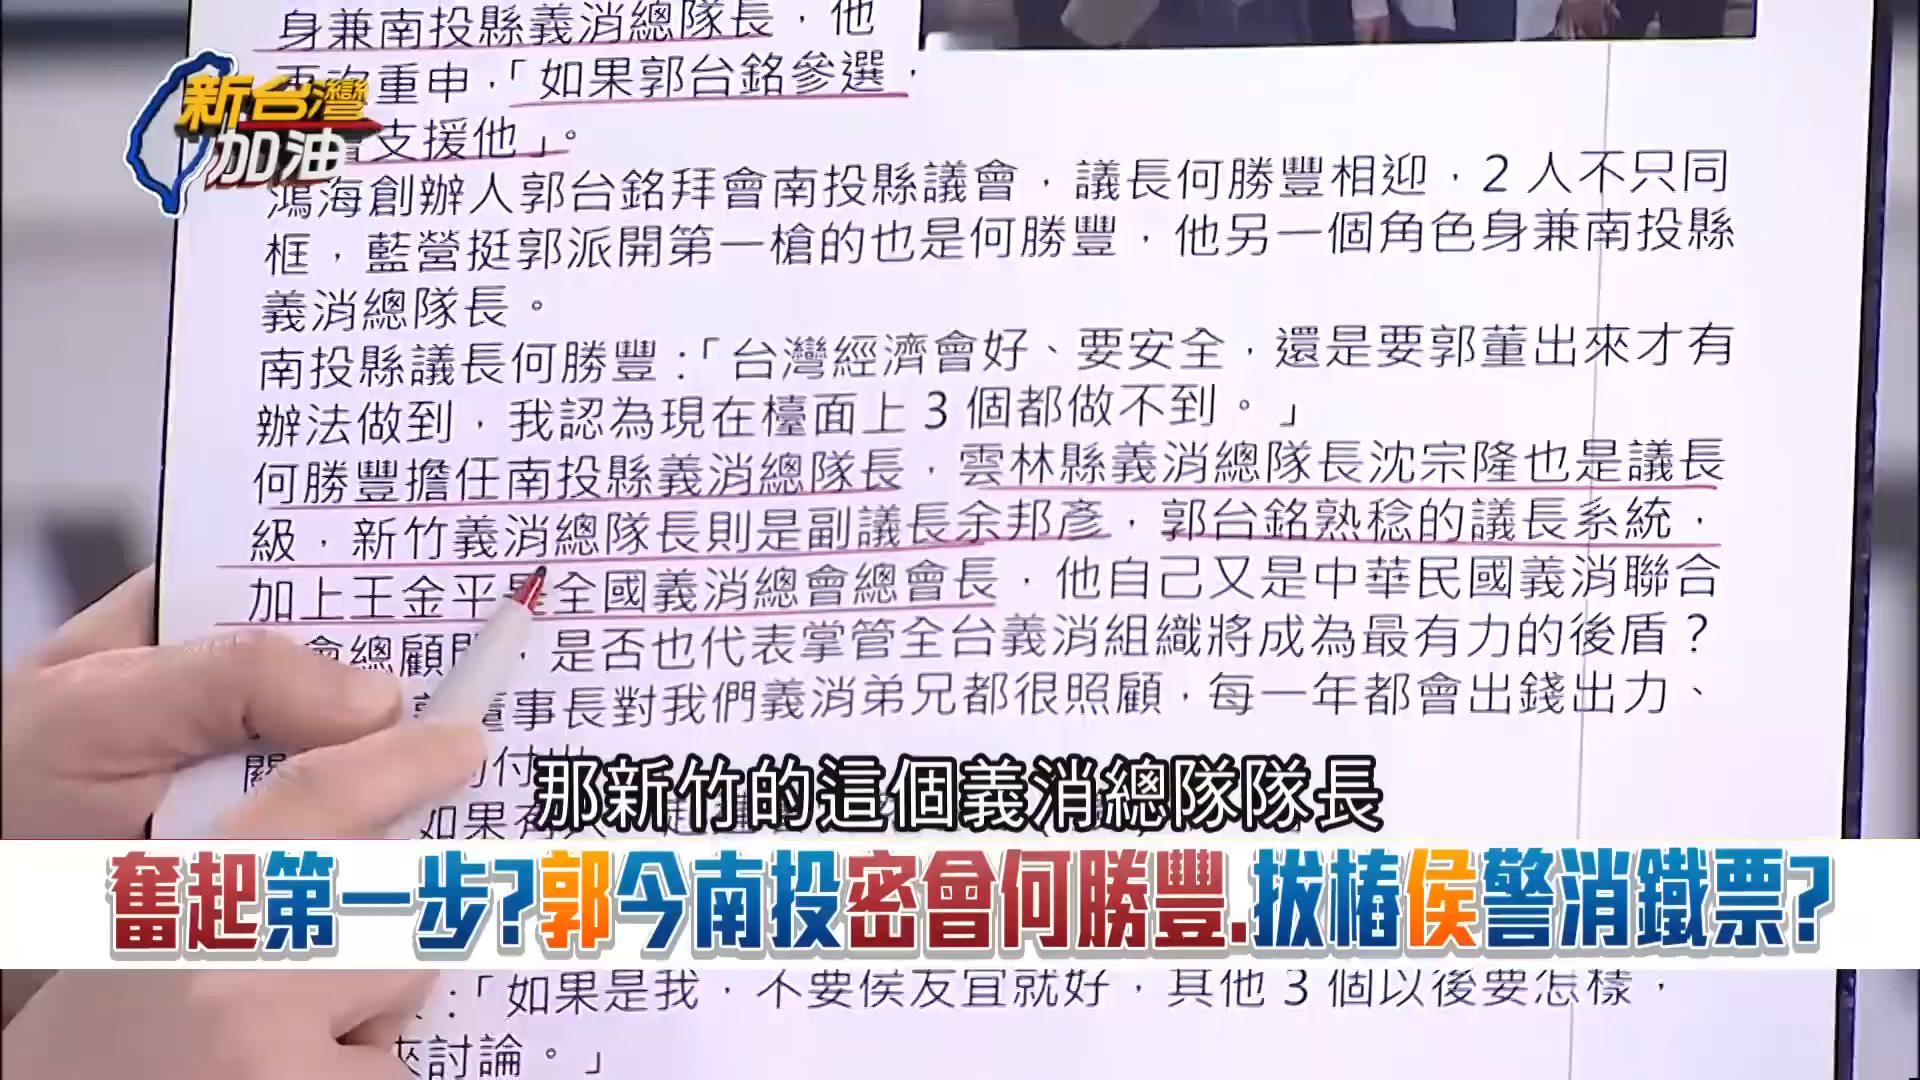 身兼南投縣義消總隊長，他
重申，「如果郭台銘參選，
支援他」。
新台灣
加油
鴻海創辦人郭台銘拜會南投縣議會，議長何勝豐相迎，2人不只同
框，藍營挺郭派開第一槍的也是何勝豐，他另一個角色身兼南投縣
義消總隊長。
南投縣議長何勝豐：「台灣經濟會好、要安全，還是要郭董出來才有
辦法做到，我認為現在檯面上3個都做不到。」
何勝豐擔任南投縣義消總隊長，雲林縣義消總隊長沈宗隆也是議長
級，新竹義消總隊長則是副議長余邦彥，郭台銘熟稔的議長系統，
加上王金平是全國義消總會總會長，他自己又是中華民國義消聯合
會總顧，是否也代表掌管全台義消組織將成為最有力的後盾？
董事長對我們義消弟兄都很照顧，每一年都會出錢出力、
關
那新竹的這個義消總隊隊長
如果
奮起第一步?郭今南投密會何勝豐.拔樁侯警消鐵票?
：「如果是我，不要侯友宜就好，其他3個以後要怎樣，
來討論。」